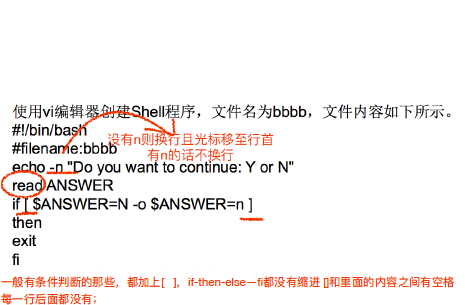 使用vi编辑器创建Shell程序，文件名为bbbb，文件内容如下所示。
#!/bin/bash
没有n则换行且光标移至行首
#filename:bbbb
有n的话不换行
echo -n "Do you want to continue: Y or N"
read ANSWER
if [ $ANSWER=N -o $ANSWER=n ]
then
exit
fi
一般有条件判断的那些，都加上[ ]，if-then-else—fi都没有缩进 []和里面的内容之间有空格
每一行后面都没有；